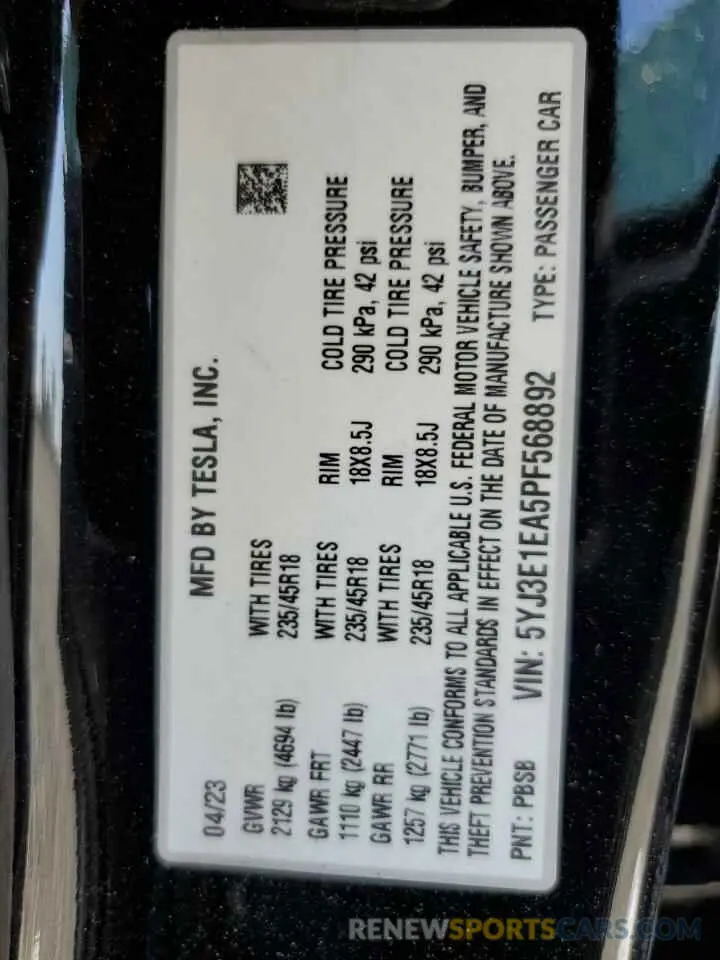 04/23 MFD BY TESLA, INC.
GVWR WITH TIRES
2129 kg (4694 lb) 235/45R18
GAWR FRT WITH TIRES RIM COLD TIRE PRESSURE
1110 kg (2447 lb) 235/45R18 18X8.5J 290 kPa, 42 psi
GAWR RR WITH TIRES RIM COLD TIRE PRESSURE
1257 kg (2771 lb) 235/45R18 18X8.5J 290 kPa, 42 psi
THIS VEHICLE CONFORMS TO ALL APPLICABLE U.S. FEDERAL MOTOR VEHICLE SAFETY, BUMPER, AND
THEFT PREVENTION STANDARDS IN EFFECT ON THE DATE OF MANUFACTURE SHOWN ABOVE.
PNT: PBSB VIN: 5YJ3E1EA5PF568892 TYPE: PASSENGER CAR
RENEWSPORTSCARS.COM